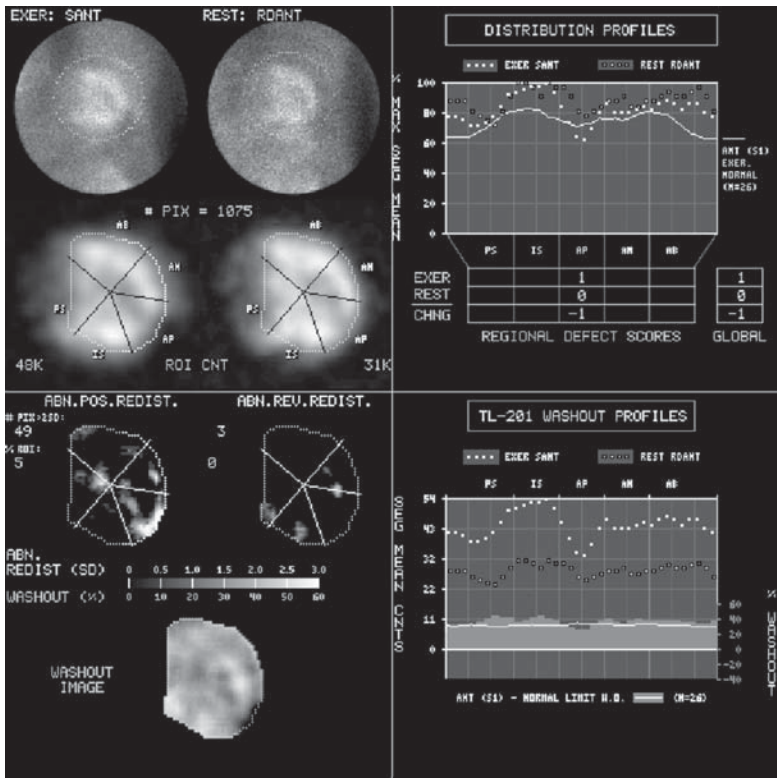 EXER: SANT
REST: RDANT
# PIX = 1075
AB
AB
AM
AM
PS
PS
AP
AP
IS
IS
48K
ROI CNT
31K
DISTRIBUTION PROFILES
EXER SANT
REST RDANT
% MAX SEG MEAN
100
80
60
40
20
0
ANT (S1)
EXER.
NORMAL
(N=26)
PS IS AP AM AB
EXER 1 1
REST 0 0
CHNG -1 -1
REGIONAL DEFECT SCORES GLOBAL
ABN.POS.REDIST.
ABN.REV.REDIST.
# PIX>2SD:
49
3
% ROI:
5
0
ABN.
REDIST (SD) 0 0.5 1.0 1.5 2.0 2.5 3.0
WASHOUT (%) 0 10 20 30 40 50 60
WASHOUT
IMAGE
TL-201 WASHOUT PROFILES
EXER SANT
REST RDANT
PS IS AP AM AB
SEG MEAN CNTS
54
43
32
22
11
0
% WASHOUT
60
40
20
0
-20
-40
ANT (S1) - NORMAL LIMIT W.O. (N=26)